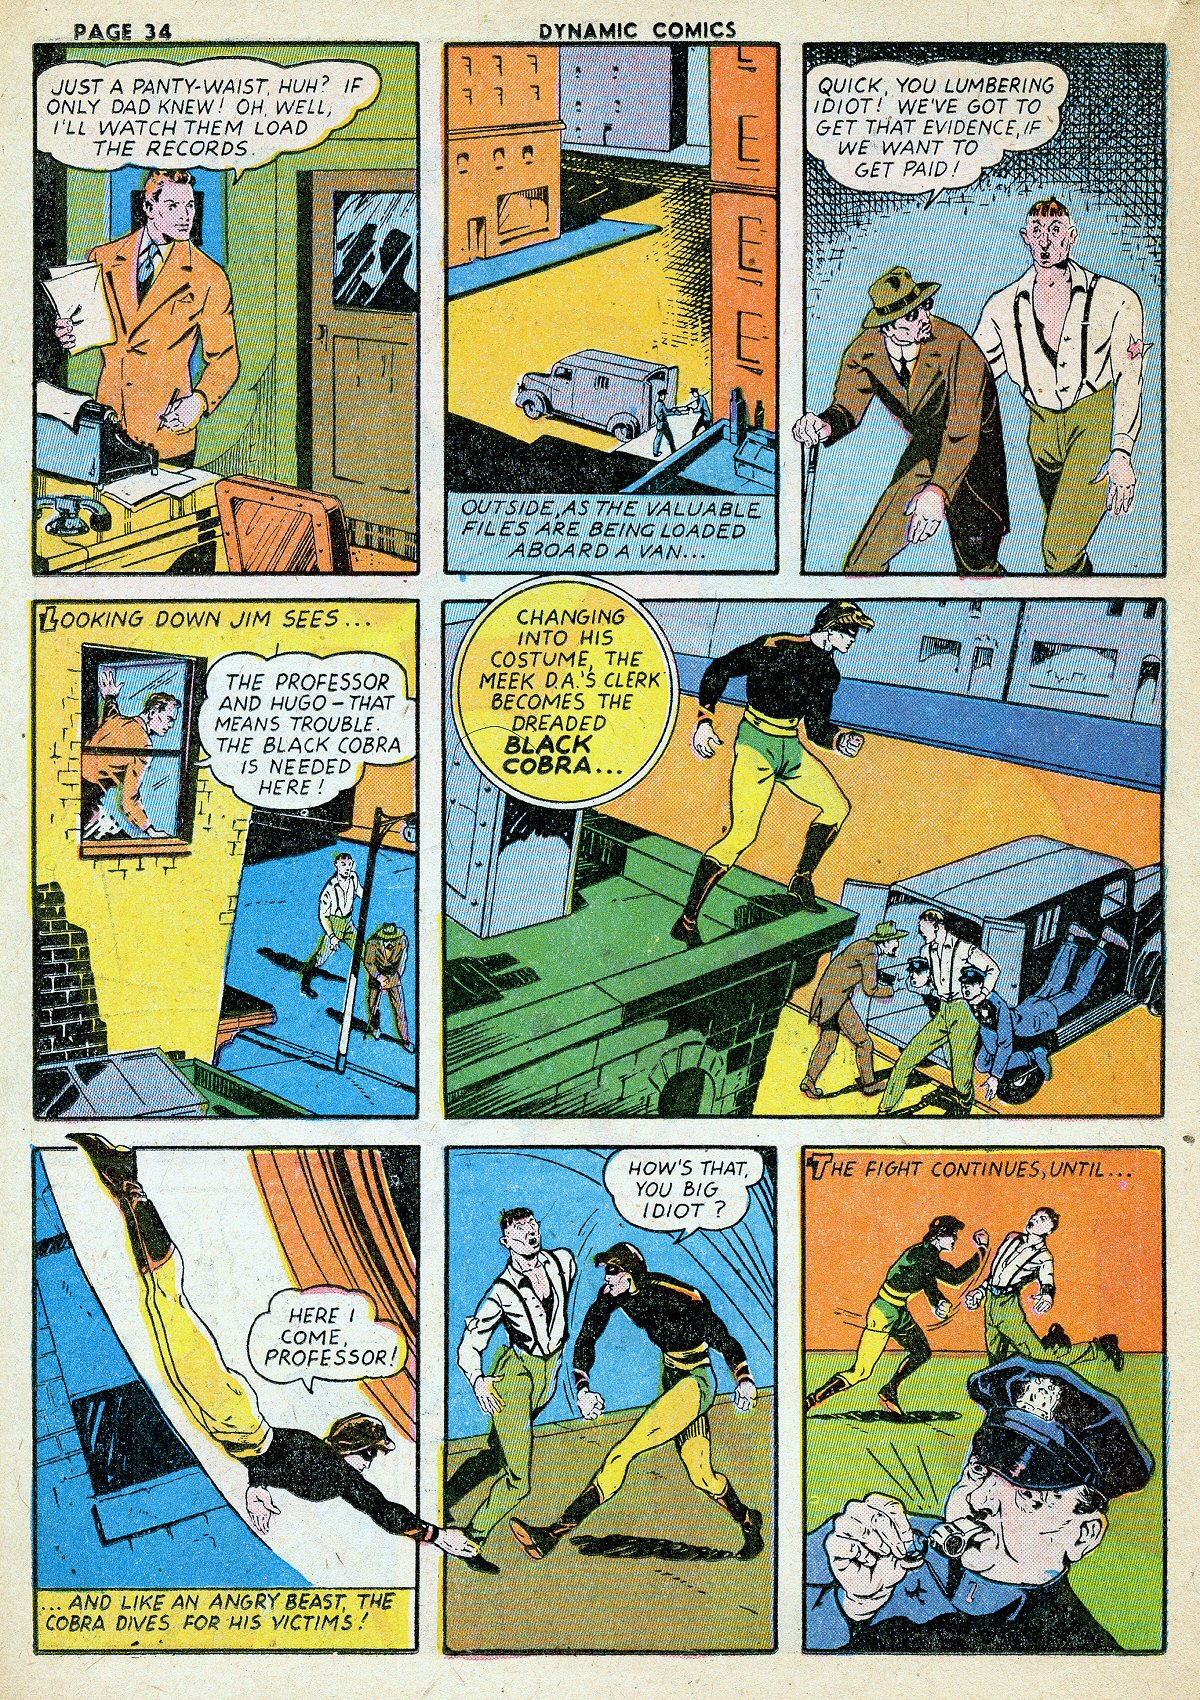 PAGE 34
DYNAMIC COMICS
JUST A PANTY-WAIST, HUH? IF
ONLY DAD KNEW! OH, WELL,
I'LL WATCH THEM LOAD
THE RECORDS.
OUTSIDE, AS THE VALUABLE
FILES ARE BEING LOADED
ABOARD A VAN...
QUICK, YOU LUMBERING
IDIOT! WE'VE GOT TO
GET THAT EVIDENCE, IF
WE WANT TO
GET PAID!
LOOKING DOWN JIM SEES...
THE PROFESSOR
AND HUGO - THAT
MEANS TROUBLE.
THE BLACK COBRA
IS NEEDED
HERE!
CHANGING
INTO HIS
COSTUME, THE
MEEK D.A.'S CLERK
BECOMES THE
DREADED
BLACK
COBRA...
HERE I
COME,
PROFESSOR!
...AND LIKE AN ANGRY BEAST, THE
COBRA DIVES FOR HIS VICTIMS!
HOW'S THAT,
YOU BIG
IDIOT?
THE FIGHT CONTINUES, UNTIL...